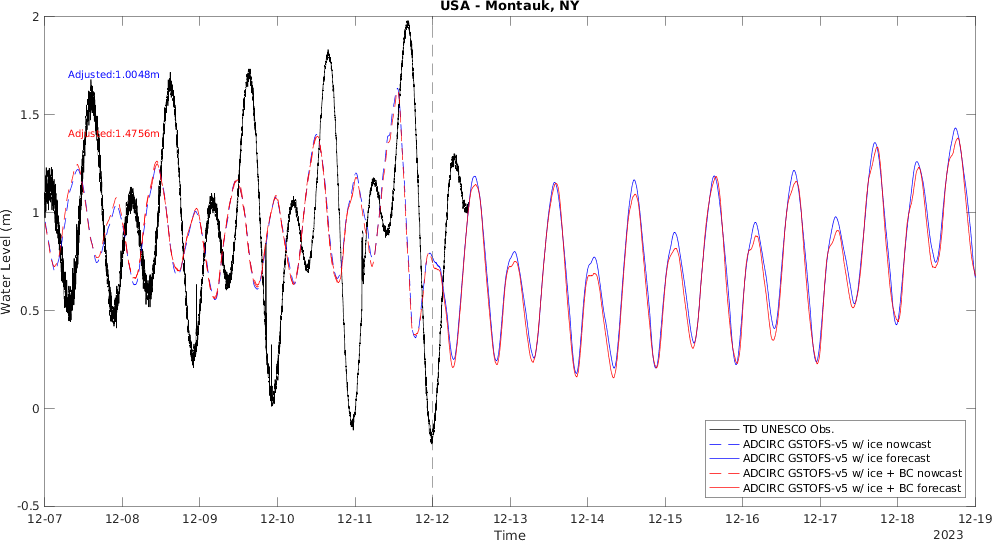 USA - Montauk, NY
Water Level (m)
2
1.5
1
0.5
0
-0.5
Adjusted:1.0048m
Adjusted:1.4756m
TD UNESCO Obs.
ADCIRC GSTOFS-v5 w/ ice nowcast
ADCIRC GSTOFS-v5 w/ ice forecast
ADCIRC GSTOFS-v5 w/ ice + BC nowcast
ADCIRC GSTOFS-v5 w/ ice + BC forecast
12-07 12-08 12-09 12-10 12-11 12-12 12-13 12-14 12-15 12-16 12-17 12-18 12-19
Time
2023